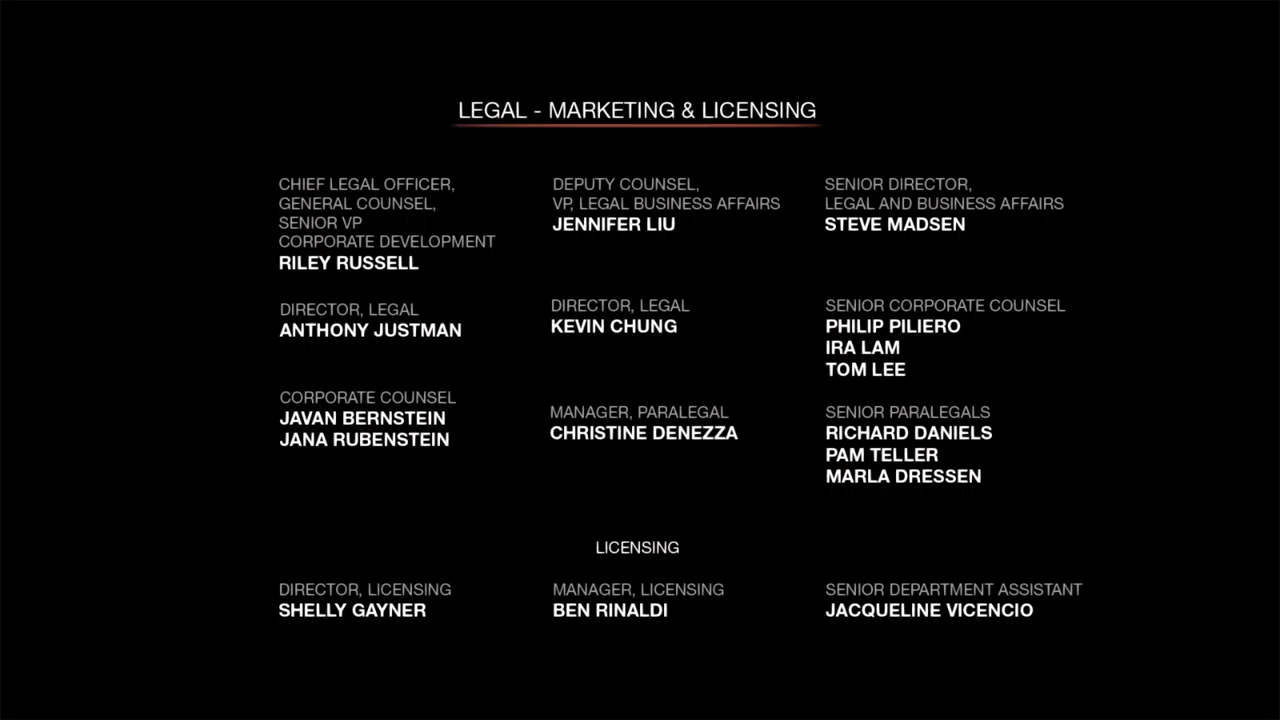 LEGAL - MARKETING & LICENSING
CHIEF LEGAL OFFICER,
GENERAL COUNSEL,
SENIOR VP
CORPORATE DEVELOPMENT
RILEY RUSSELL
DEPUTY COUNSEL,
VP, LEGAL BUSINESS AFFAIRS
JENNIFER LIU
SENIOR DIRECTOR,
LEGAL AND BUSINESS AFFAIRS
STEVE MADSEN
DIRECTOR, LEGAL
ANTHONY JUSTMAN
DIRECTOR, LEGAL
KEVIN CHUNG
SENIOR CORPORATE COUNSEL
PHILIP PILIERO
IRA LAM
TOM LEE
CORPORATE COUNSEL
JAVAN BERNSTEIN
JANA RUBENSTEIN
MANAGER, PARALEGAL
CHRISTINE DENEZZA
SENIOR PARALEGALS
RICHARD DANIELS
PAM TELLER
MARLA DRESSEN
LICENSING
DIRECTOR, LICENSING
SHELLY GAYNER
MANAGER, LICENSING
BEN RINALDI
SENIOR DEPARTMENT ASSISTANT
JACQUELINE VICENCIO